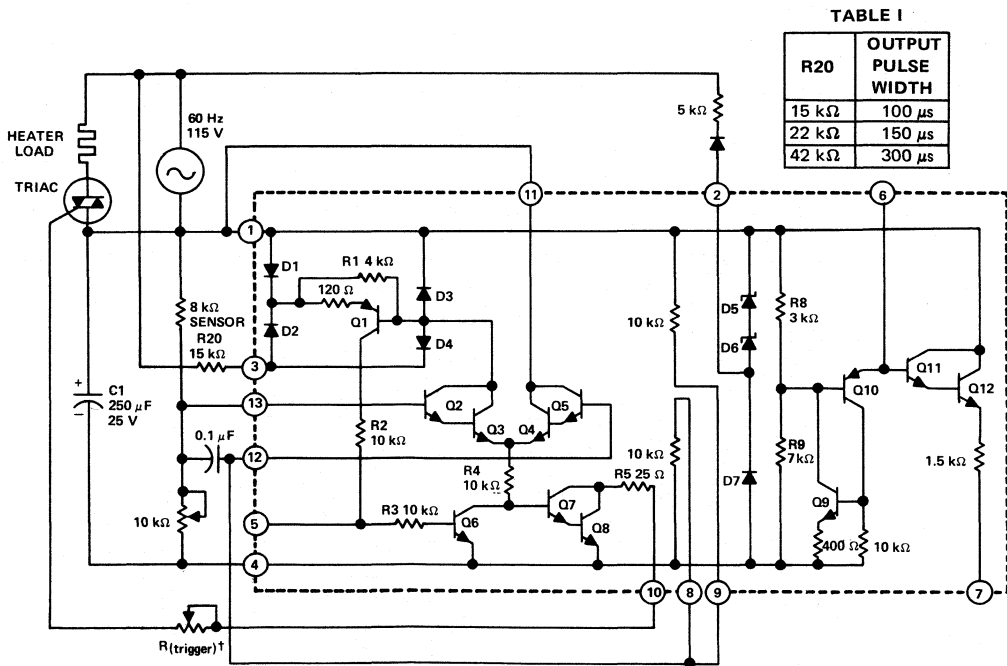 TABLE I
R20
OUTPUT
PULSE
WIDTH
15 kΩ 100 μs
22 kΩ 150 μs
42 kΩ 300 μs
HEATER
LOAD
TRIAC
60 Hz
115 V
5 kΩ
11
2
6
1
D1
R1 4 kΩ
120 Ω
D3
Q1
D2
D4
8 kΩ
SENSOR
R20
15 kΩ
3
10 kΩ
D5
D6
R8
3 kΩ
Q10
Q11
Q12
+
C1
250 μF
25 V
−
13
Q2
Q3
Q4
Q5
R2
10 kΩ
0.1 μF
12
R4
10 kΩ
R5 25 Ω
10 kΩ
D7
R9
7kΩ
1.5 kΩ
Q9
10 kΩ
5
R3 10 kΩ
Q6
Q7
Q8
400 Ω
10 kΩ
4
10
8
9
7
R(trigger)†